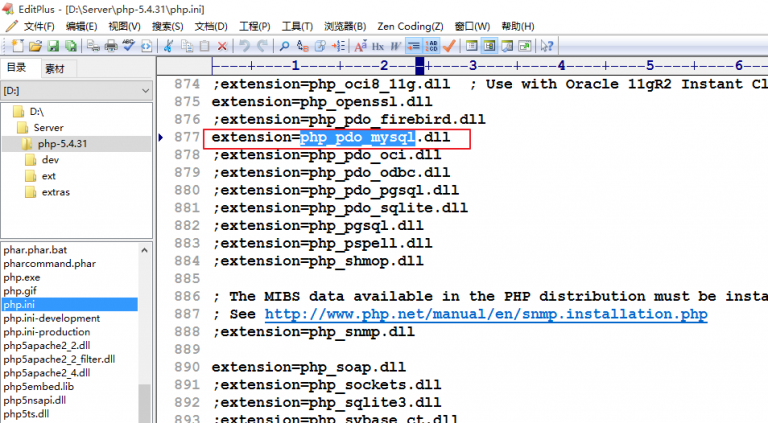 EditPlus - [D:\Server\php-5.4.31\php.ini]
文件(F) 编辑(E) 视图(V) 搜索(S) 文档(D) 工程(P) 工具(T) 浏览器(B) Zen Coding(Z) 窗口(W) 帮助(H)
目录 素材
[D:]
D:\
Server
php-5.4.31
dev
ext
extras
phar.phar.bat
pharcommand.phar
php.exe
php.gif
php.ini
php.ini-development
php.ini-production
php5apache2_2.dll
php5apache2_2_filter.dll
php5apache2_4.dll
php5embed.lib
php5nsapi.dll
php5ts.dll
----+----1----+----2----+----3----+----4----+----5----+----6--
874 ;extension=php_oci8_11g.dll ; Use with Oracle 11gR2 Instant Cl
875 extension=php_openssl.dll
876 ;extension=php_pdo_firebird.dll
877 extension=php_pdo_mysql.dll
878 ;extension=php_pdo_oci.dll
879 ;extension=php_pdo_odbc.dll
880 ;extension=php_pdo_pgsql.dll
881 ;extension=php_pdo_sqlite.dll
882 ;extension=php_pgsql.dll
883 ;extension=php_pspell.dll
884 ;extension=php_shmop.dll
885
886 ; The MIBS data available in the PHP distribution must be insta
887 ; See http://www.php.net/manual/en/snmp.installation.php
888 ;extension=php_snmp.dll
889
890 extension=php_soap.dll
891 ;extension=php_sockets.dll
892 ;extension=php_sqlite3.dll
893 ;extension=php_sybase_ct.dll